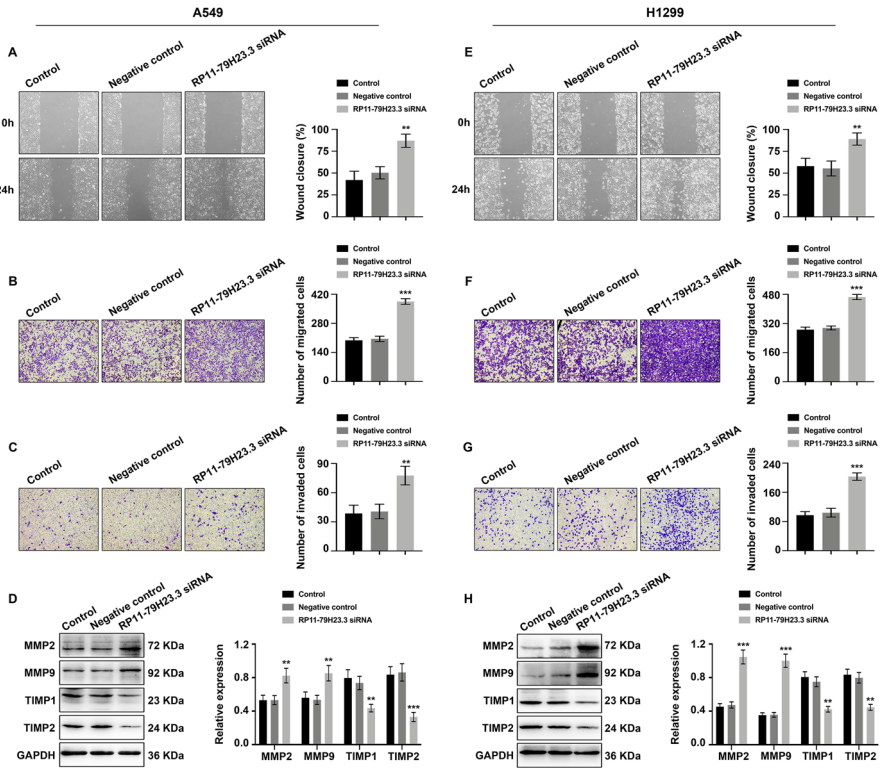 A549
H1299
A
Control
Negative control
RP11-79H23.3 siRNA
0h
24h
Control
Negative control
RP11-79H23.3 siRNA
Wound closure (%)
100
75
50
25
0
**
E
Control
Negative control
RP11-79H23.3 siRNA
0h
24h
Control
Negative control
RP11-79H23.3 siRNA
Wound closure (%)
100
75
50
25
0
**
B
Control
Negative control
RP11-79H23.3 siRNA
Control
Negative control
RP11-79H23.3 siRNA
Number of migrated cells
420
280
140
0
***
F
Control
Negative control
RP11-79H23.3 siRNA
Control
Negative control
RP11-79H23.3 siRNA
Number of migrated cells
480
320
160
0
***
C
Control
Negative control
RP11-79H23.3 siRNA
Control
Negative control
RP11-79H23.3 siRNA
Number of invaded cells
90
60
30
0
**
G
Control
Negative control
RP11-79H23.3 siRNA
Control
Negative control
RP11-79H23.3 siRNA
Number of invaded cells
240
160
80
0
***
D
Control
Negative control
RP11-79H23.3 siRNA
MMP2 72 KDa
MMP9 92 KDa
TIMP1 23 KDa
TIMP2 24 KDa
GAPDH 36 KDa
Control
Negative control
RP11-79H23.3 siRNA
Relative expression
1.2
0.8
0.4
0.0
** ** ** ***
MMP2 MMP9 TIMP1 TIMP2
H
Control
Negative control
RP11-79H23.3 siRNA
MMP2 72 KDa
MMP9 92 KDa
TIMP1 23 KDa
TIMP2 24 KDa
GAPDH 36 KDa
Control
Negative control
RP11-79H23.3 siRNA
Relative expression
1.2
0.8
0.4
0.0
*** *** ** **
MMP2 MMP9 TIMP1 TIMP2